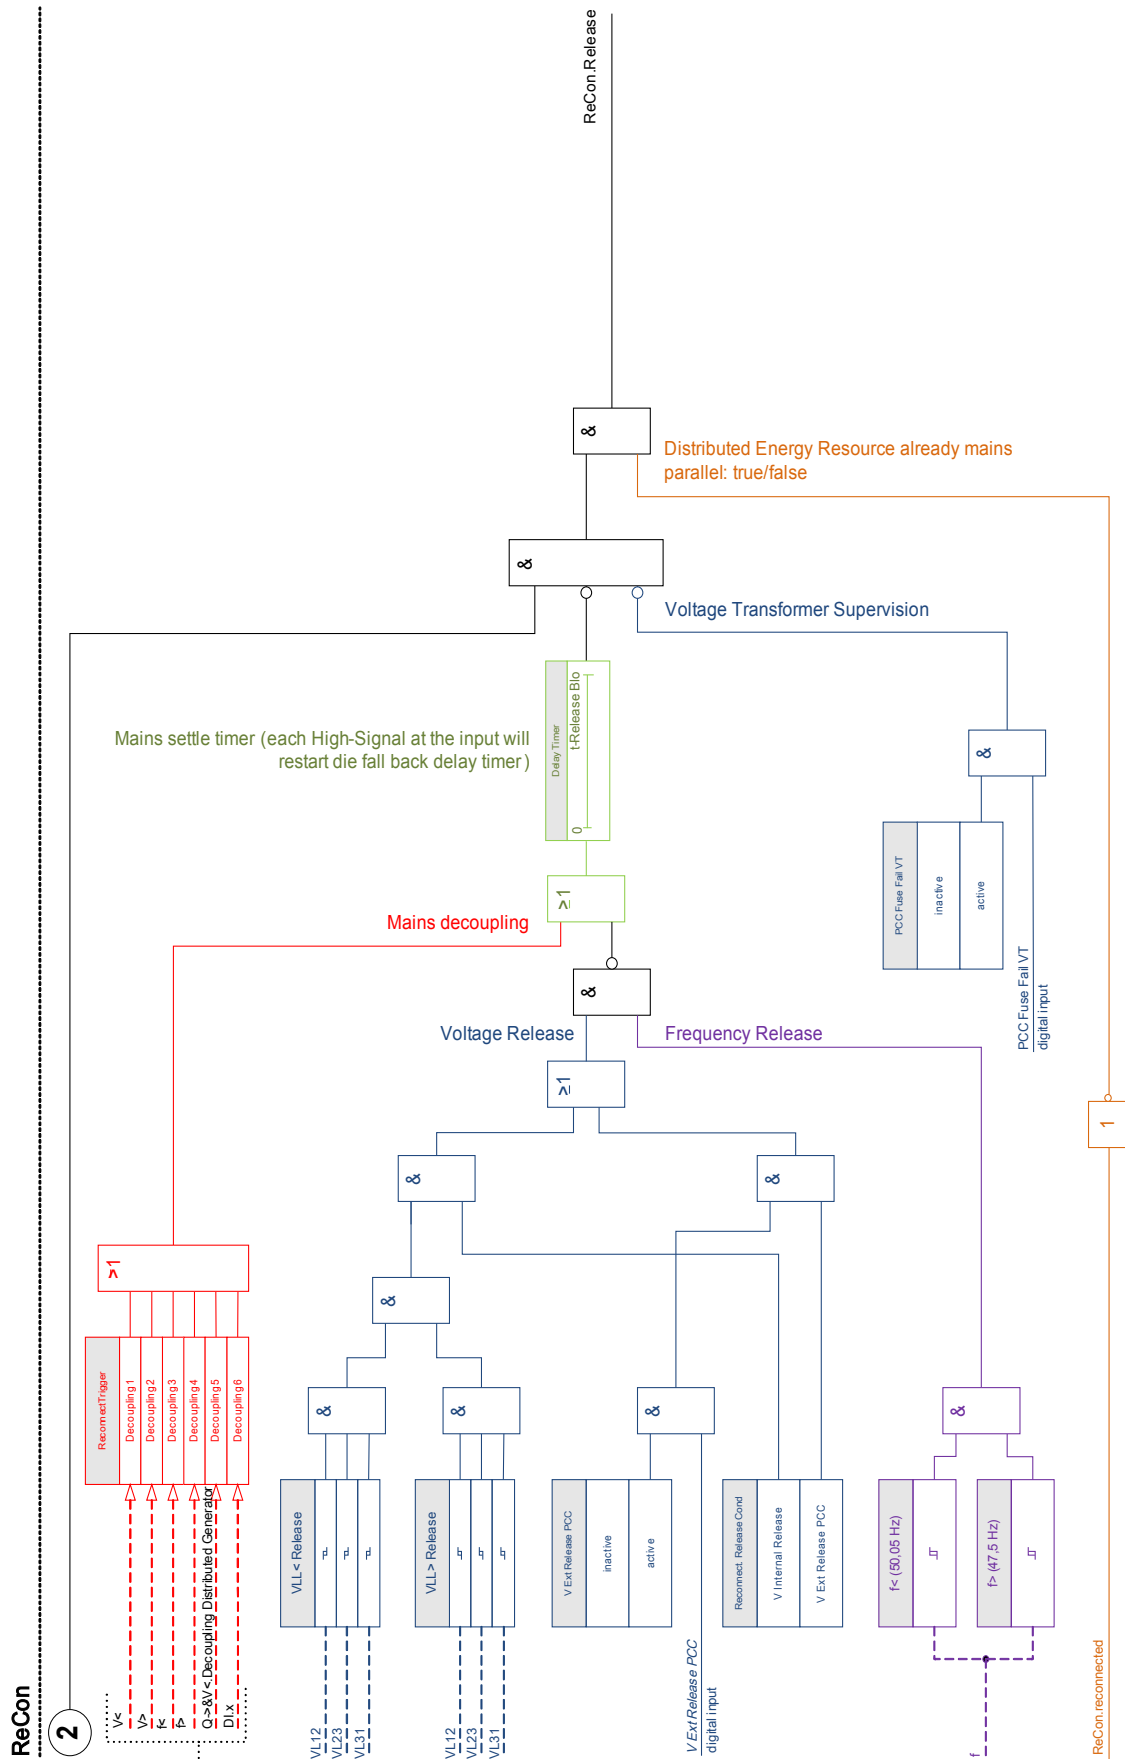 ReCon
2
V<
V>
f<
f>
Q->&V< Decoupling Distributed Generator
DI.x
ReconnectTrigger
Decoupling1
Decoupling2
Decoupling3
Decoupling4
Decoupling5
Decoupling6
≥1
Mains decoupling
VL12
VL23
VL31
VLL< Release
&
VL12
VL23
VL31
VLL> Release
&
&
&
V Ext Release PCC
digital input
V Ext Release PCC
inactive
active
&
Reconnect. Release Cond
V Internal Release
V Ext Release PCC
&
≥1
Voltage Release
f
f< (50,05 Hz)
f> (47,5 Hz)
&
Frequency Release
&
≥1
Mains settle timer (each High-Signal at the input will
restart die fall back delay timer)
Delay Timer
0
t-Release Blo
PCC Fuse Fail VT
inactive
active
PCC Fuse Fail VT
digital input
&
Voltage Transformer Supervision
&
ReCon.reconnected
1
Distributed Energy Resource already mains
parallel: true/false
&
ReCon.Release